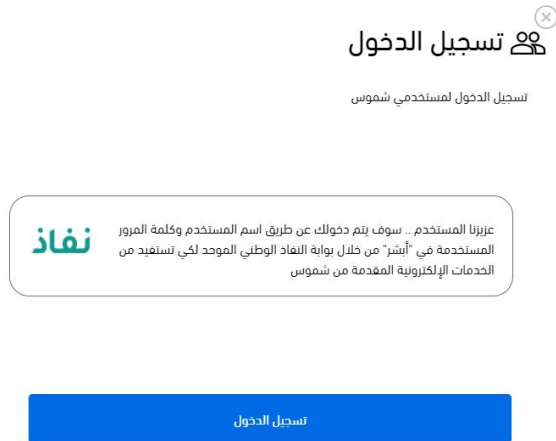 تسجيل الدخول
تسجيل الدخول لمستخدمي شموس
عزيزنا المستخدم .. سوف يتم دخولك عن طريق اسم المستخدم وكلمة المرور
المستخدمة في "أبشر" من خلال بوابة النفاذ الوطني الموحد لكي تستفيد من
الخدمات الإلكترونية المقدمة من شموس
نفاذ
تسجيل الدخول